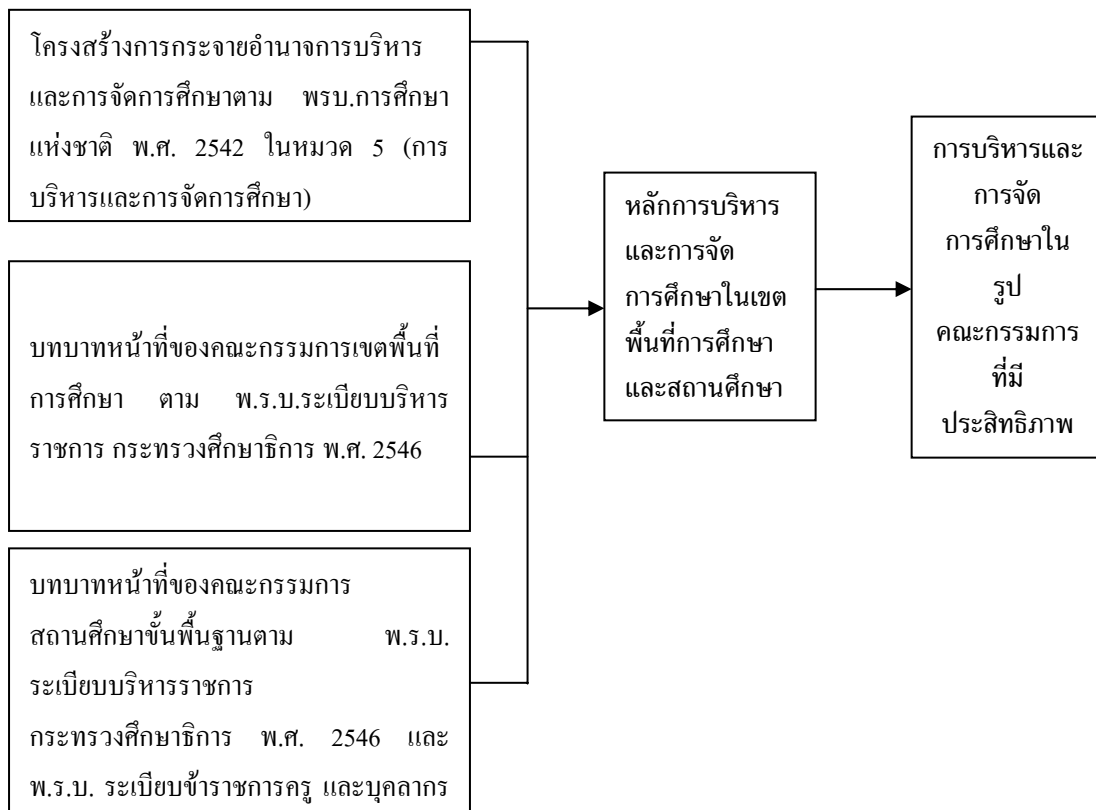 โครงสร้างการกระจายอำนาจการบริหาร
และการจัดการศึกษาตาม พรบ.การศึกษา
แห่งชาติ พ.ศ. 2542 ในหมวด 5 (การ
บริหารและการจัดการศึกษา)
บทบาทหน้าที่ของคณะกรรมการเขตพื้นที่
การศึกษา ตาม พ.ร.บ.ระเบียบบริหาร
ราชการ กระทรวงศึกษาธิการ พ.ศ. 2546
บทบาทหน้าที่ของคณะกรรมการ
สถานศึกษาขั้นพื้นฐานตาม พ.ร.บ.
ระเบียบบริหารราชการ
กระทรวงศึกษาธิการ พ.ศ. 2546 และ
พ.ร.บ. ระเบียบข้าราชการครู และบุคลากร
หลักการบริหาร
และการจัด
การศึกษาในเขต
พื้นที่การศึกษา
และสถานศึกษา
การบริหารและ
การจัด
การศึกษาใน
รูป
คณะกรรมการ
ที่มี
ประสิทธิภาพ